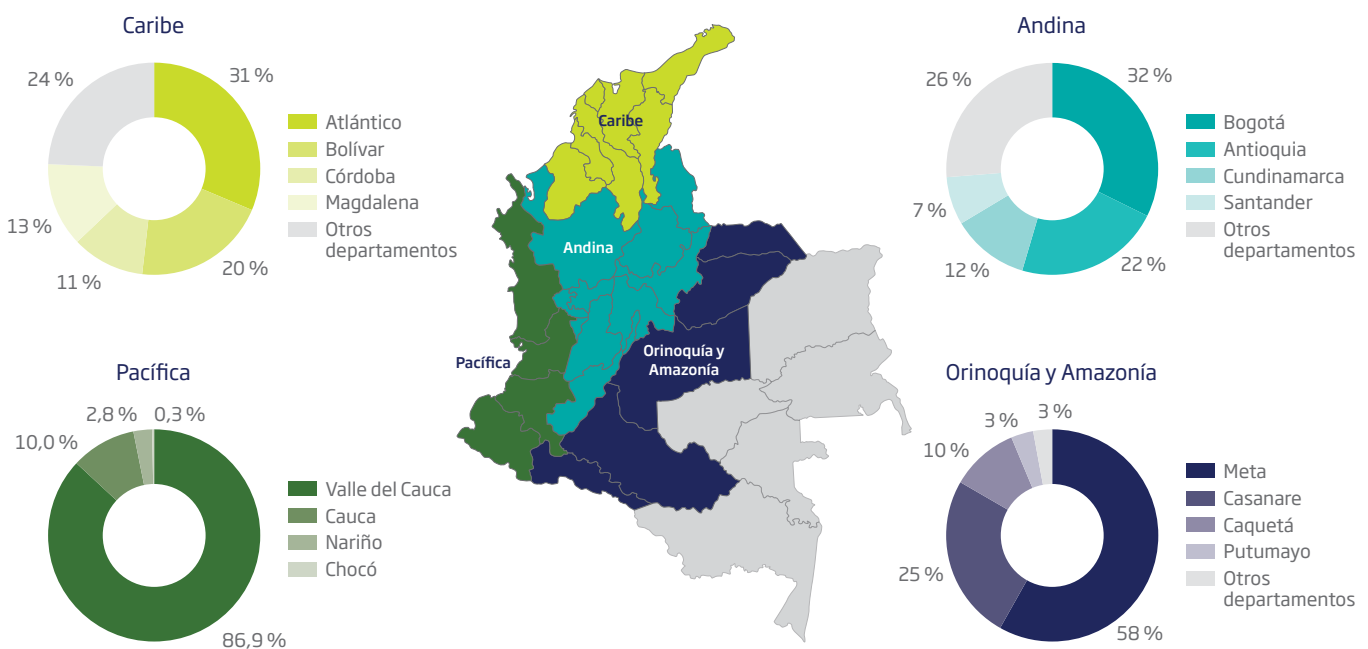 Caribe
24 %
31 %
13 %
11 %
20 %
Atlántico
Bolívar
Córdoba
Magdalena
Otros
departamentos
Caribe
Andina
Pacífica
Orinoquía y
Amazonía
Andina
26 %
32 %
7 %
12 %
22 %
Bogotá
Antioquia
Cundinamarca
Santander
Otros
departamentos
Pacífica
2,8 %
0,3 %
10,0 %
86,9 %
Valle del Cauca
Cauca
Nariño
Chocó
Orinoquía y Amazonía
3 %
3 %
10 %
25 %
58 %
Meta
Casanare
Caquetá
Putumayo
Otros
departamentos